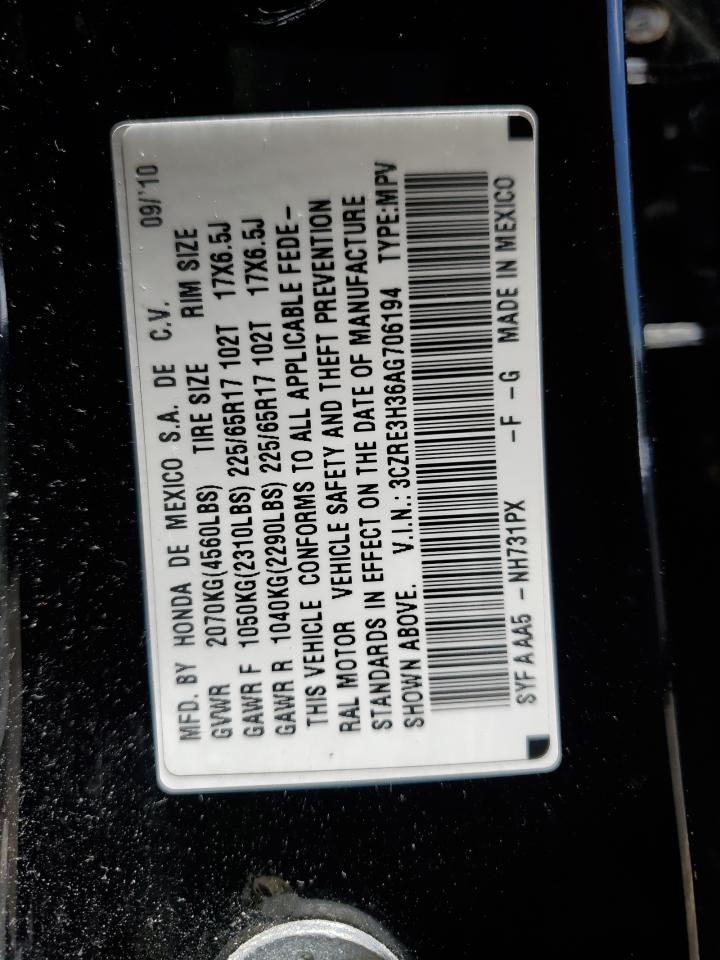 MFD. BY HONDA DE MEXICO S.A. DE C.V. 09/'10
GVWR 2070KG(4560LBS) TIRE SIZE RIM SIZE
GAWR F 1050KG(2310LBS) 225/65R17 102T 17X6.5J
GAWR R 1040KG(2290LBS) 225/65R17 102T 17X6.5J
THIS VEHICLE CONFORMS TO ALL APPLICABLE FEDE-
RAL MOTOR VEHICLE SAFETY AND THEFT PREVENTION
STANDARDS IN EFFECT ON THE DATE OF MANUFACTURE
SHOWN ABOVE. V.I.N.: 3CZRE3H36AG706194 TYPE:MPV
SYFAAA5 -NH731PX -F -G MADE IN MEXICO